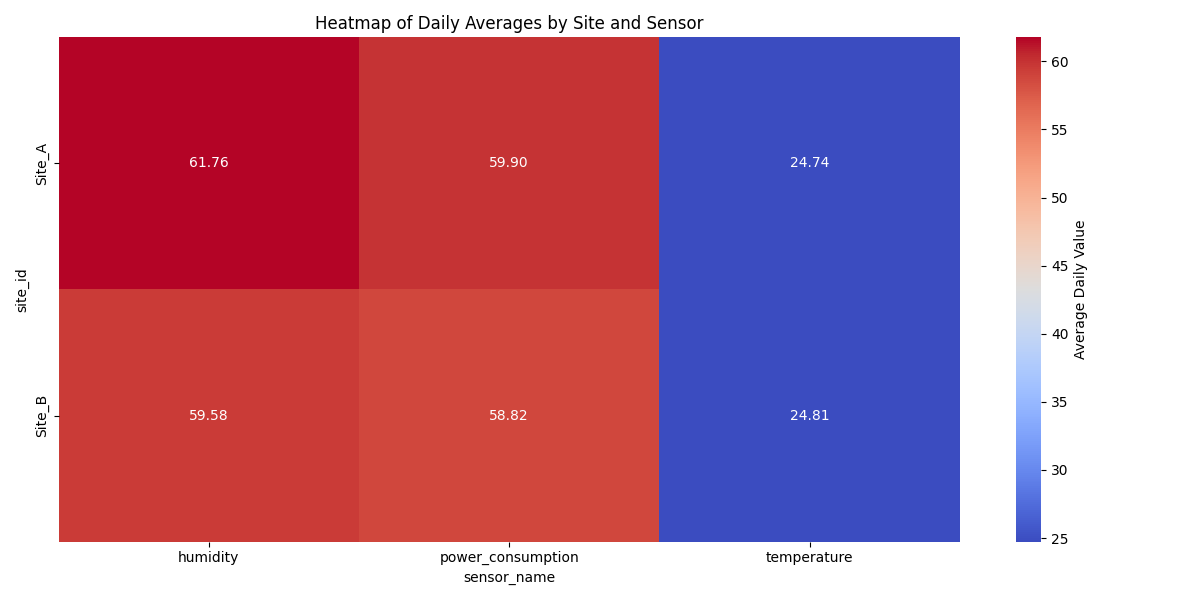 Heatmap of Daily Averages by Site and Sensor
site_id
Site_A
61.76 59.90 24.74
Site_B
59.58 58.82 24.81
humidity power_consumption temperature
sensor_name
60
55
50
45
40
35
30
25
Average Daily Value